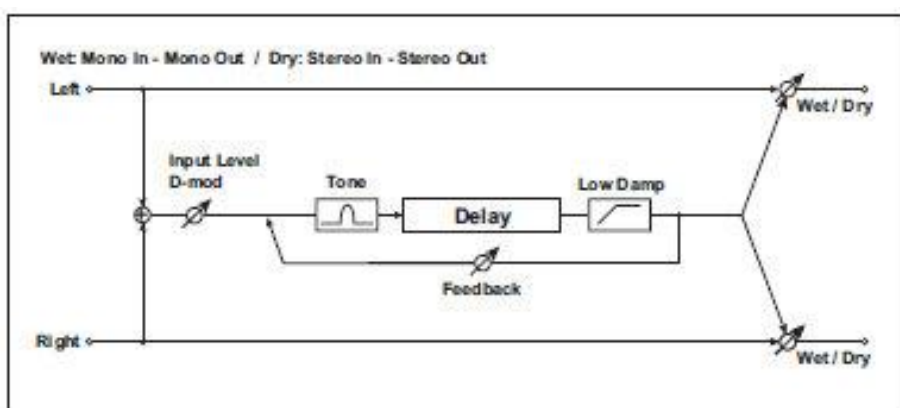 Wet: Mono In - Mono Out / Dry: Stereo In - Stereo Out
Left
Wet / Dry
Input Level
D-mod
Tone
Low Damp
Delay
Feedback
Right
Wet / Dry